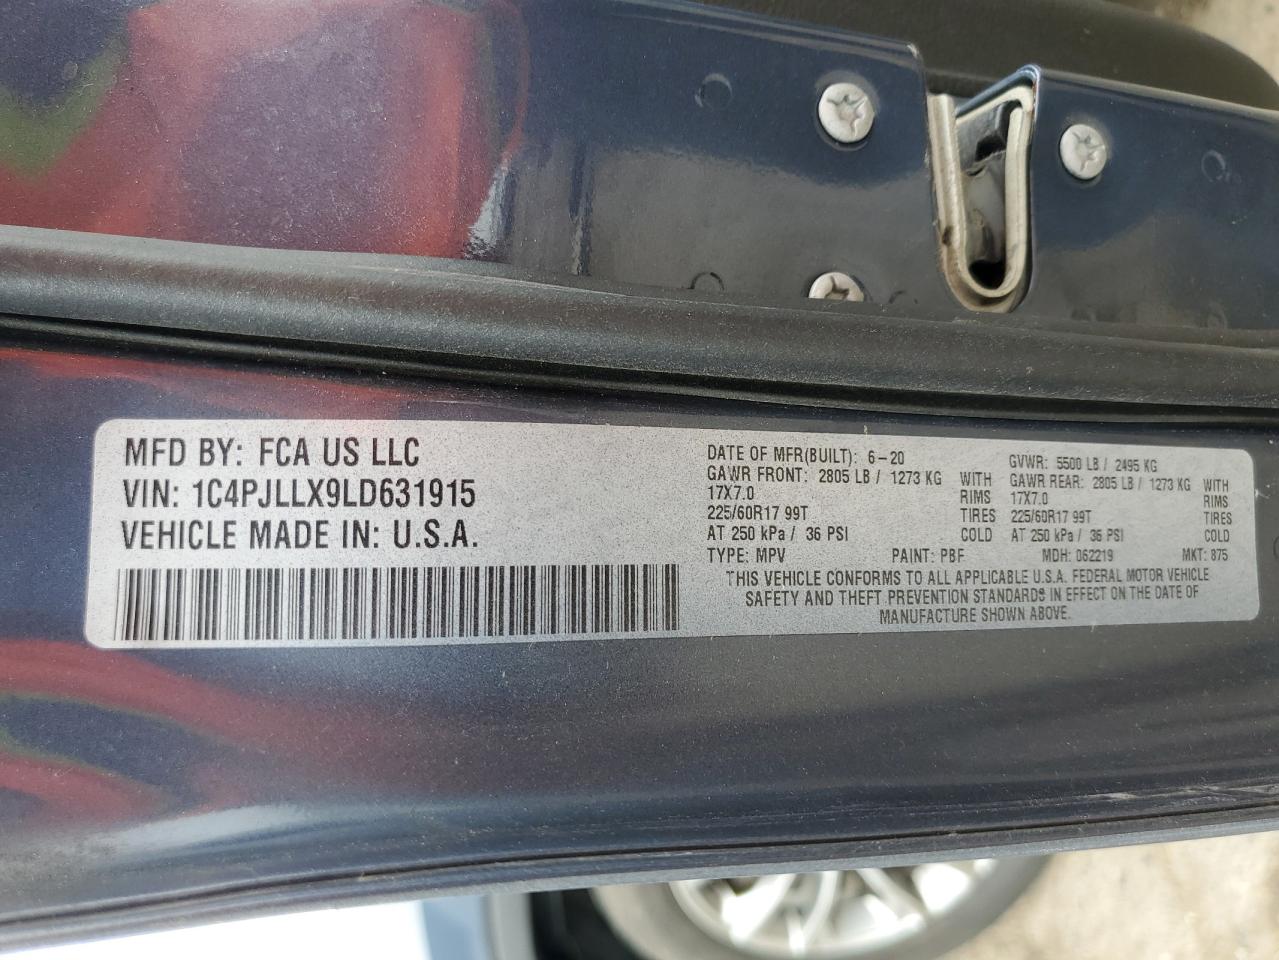 MFD BY: FCA US LLC
VIN: 1C4PJLLX9LD631915
VEHICLE MADE IN: U.S.A.
DATE OF MFR(BUILT): 6-20 GVWR: 5500 LB / 2495 KG
GAWR FRONT: 2805 LB / 1273 KG WITH GAWR REAR: 2805 LB / 1273 KG WITH
17X7.0 RIMS 17X7.0 RIMS
225/60R17 99T TIRES 225/60R17 99T TIRES
AT 250 kPa / 36 PSI COLD AT 250 kPa / 36 PSI COLD
TYPE: MPV PAINT: PBF MDH: 062219 MKT: 875
THIS VEHICLE CONFORMS TO ALL APPLICABLE U.S.A. FEDERAL MOTOR VEHICLE
SAFETY AND THEFT PREVENTION STANDARDS IN EFFECT ON THE DATE OF
MANUFACTURE SHOWN ABOVE.